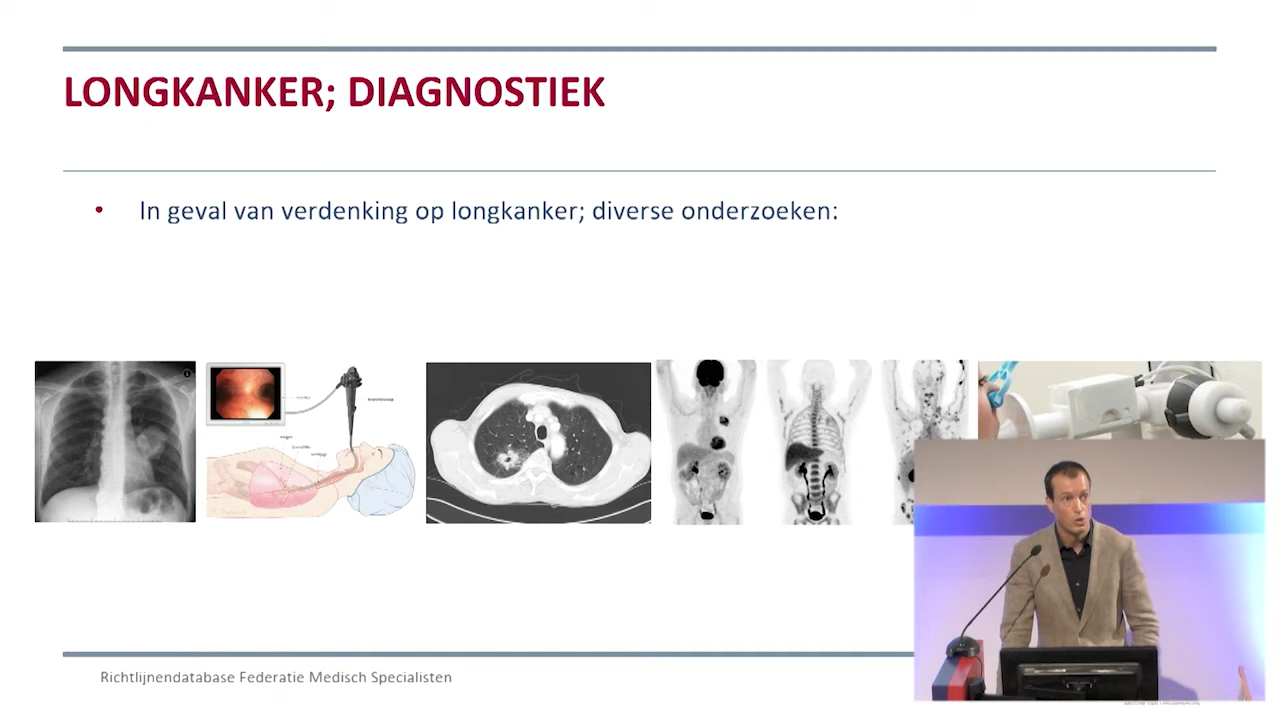 LONGKANKER; DIAGNOSTIEK
• In geval van verdenking op longkanker; diverse onderzoeken:
Richtlijnendatabase Federatie Medisch Specialisten